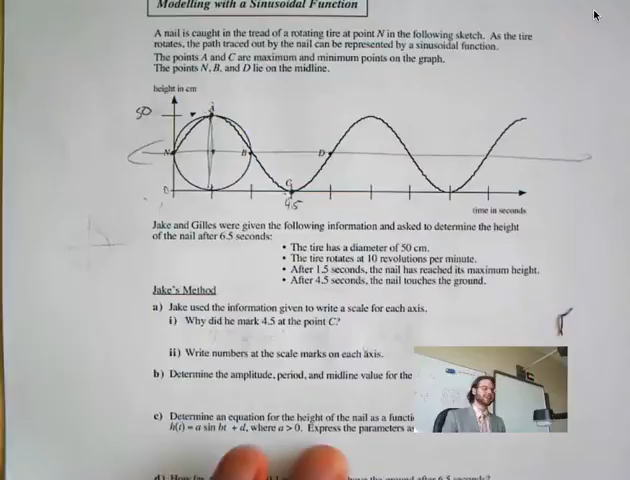 Modelling with a Sinusoidal Function
A nail is caught in the tread of a rotating tire at point N in the following sketch. As the tire
rotates, the path traced out by the nail can be represented by a sinusoidal function.
The points A and C are maximum and minimum points on the graph.
The points N, B, and D lie on the midline.
height in cm
50
A
N
B
D
C
0
4.5
time in seconds
Jake and Gilles were given the following information and asked to determine the height
of the nail after 6.5 seconds:
• The tire has a diameter of 50 cm.
• The tire rotates at 10 revolutions per minute.
• After 1.5 seconds, the nail has reached its maximum height.
• After 4.5 seconds, the nail touches the ground.
Jake's Method
a) Jake used the information given to write a scale for each axis.
i) Why did he mark 4.5 at the point C?
ii) Write numbers at the scale marks on each axis.
b) Determine the amplitude, period, and midline value for the
c) Determine an equation for the height of the nail as a functi
h(t) = a sin bt + d, where a > 0. Express the parameters